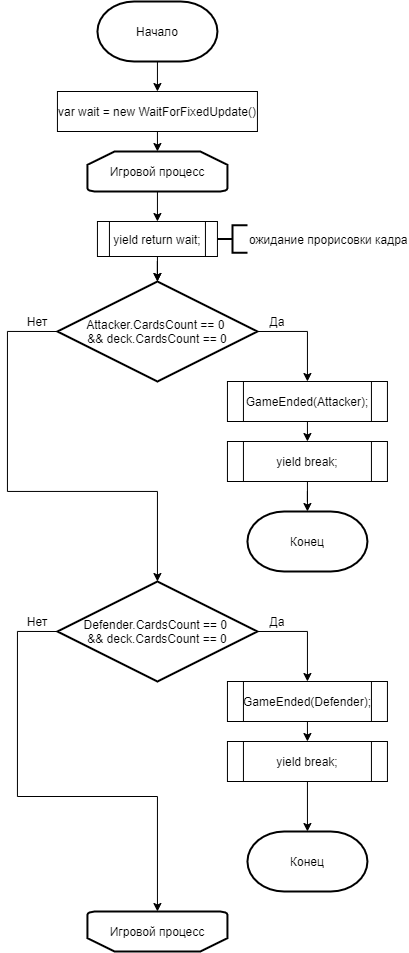 Начало
var wait = new WaitForFixedUpdate()
Игровой процесс
yield return wait;
ожидание прорисовки кадра
Нет
Attacker.CardsCount == 0
&& deck.CardsCount == 0
Да
GameEnded(Attacker);
yield break;
Конец
Нет
Defender.CardsCount == 0
&& deck.CardsCount == 0
Да
GameEnded(Defender);
yield break;
Конец
Игровой процесс